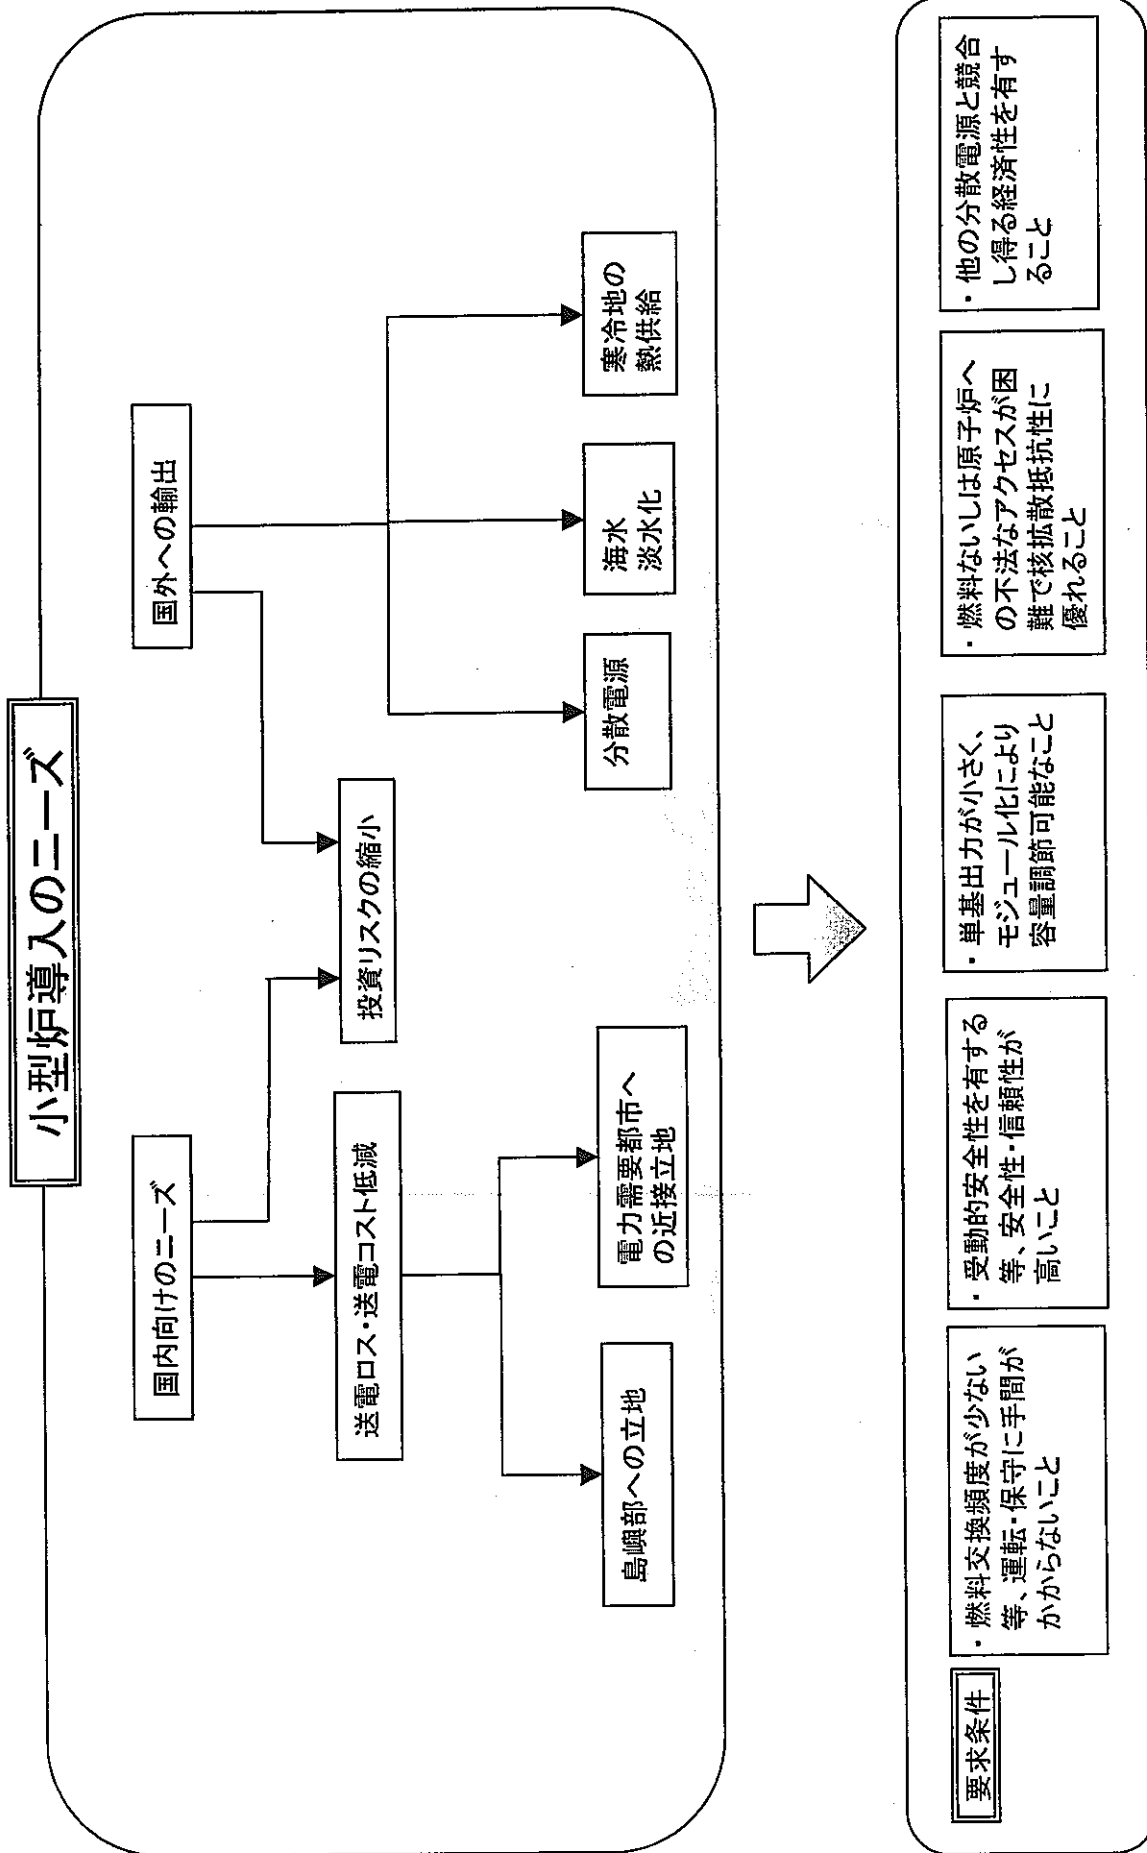 小型炉導入のニーズ
国内向けのニーズ
国外への輸出
送電ロス・送電コスト低減
投資リスクの縮小
島嶼部への立地
電力需要都市へ
の近接立地
分散電源
海水
淡水化
寒冷地の
熱供給
要求条件
・燃料交換頻度が少ない
等、運転・保守に手間が
かからないこと
・受動的安全性を有する
等、安全性・信頼性が
高いこと
・単基出力が小さく、
モジュール化により
容量調節可能なこと
・燃料ないしは原子炉へ
の不法なアクセスが困
難で核拡散抵抗性に
優れること
・他の分散電源と競合
し得る経済性を有す
ること